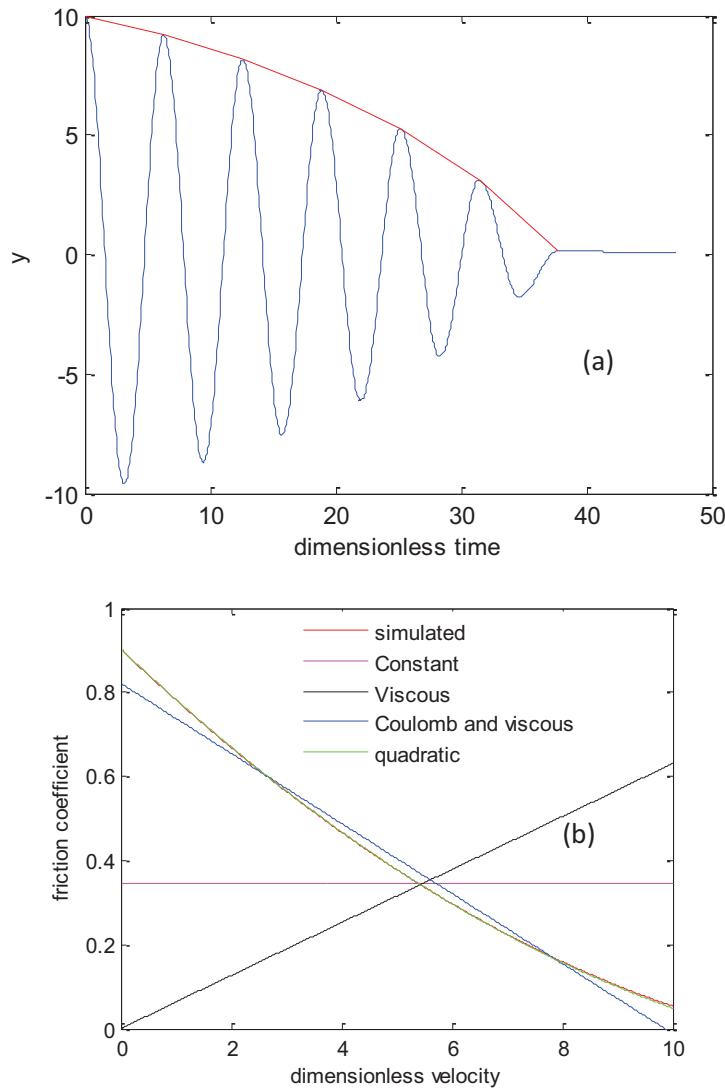 10
5
0
-5
-10
y
(a)
0
10
20
30
40
50
dimensionless time
1
0.8
0.6
0.4
0.2
0
friction coefficient
simulated
Constant
Viscous
Coulomb and viscous
quadratic
(b)
0
2
4
6
8
10
dimensionless velocity